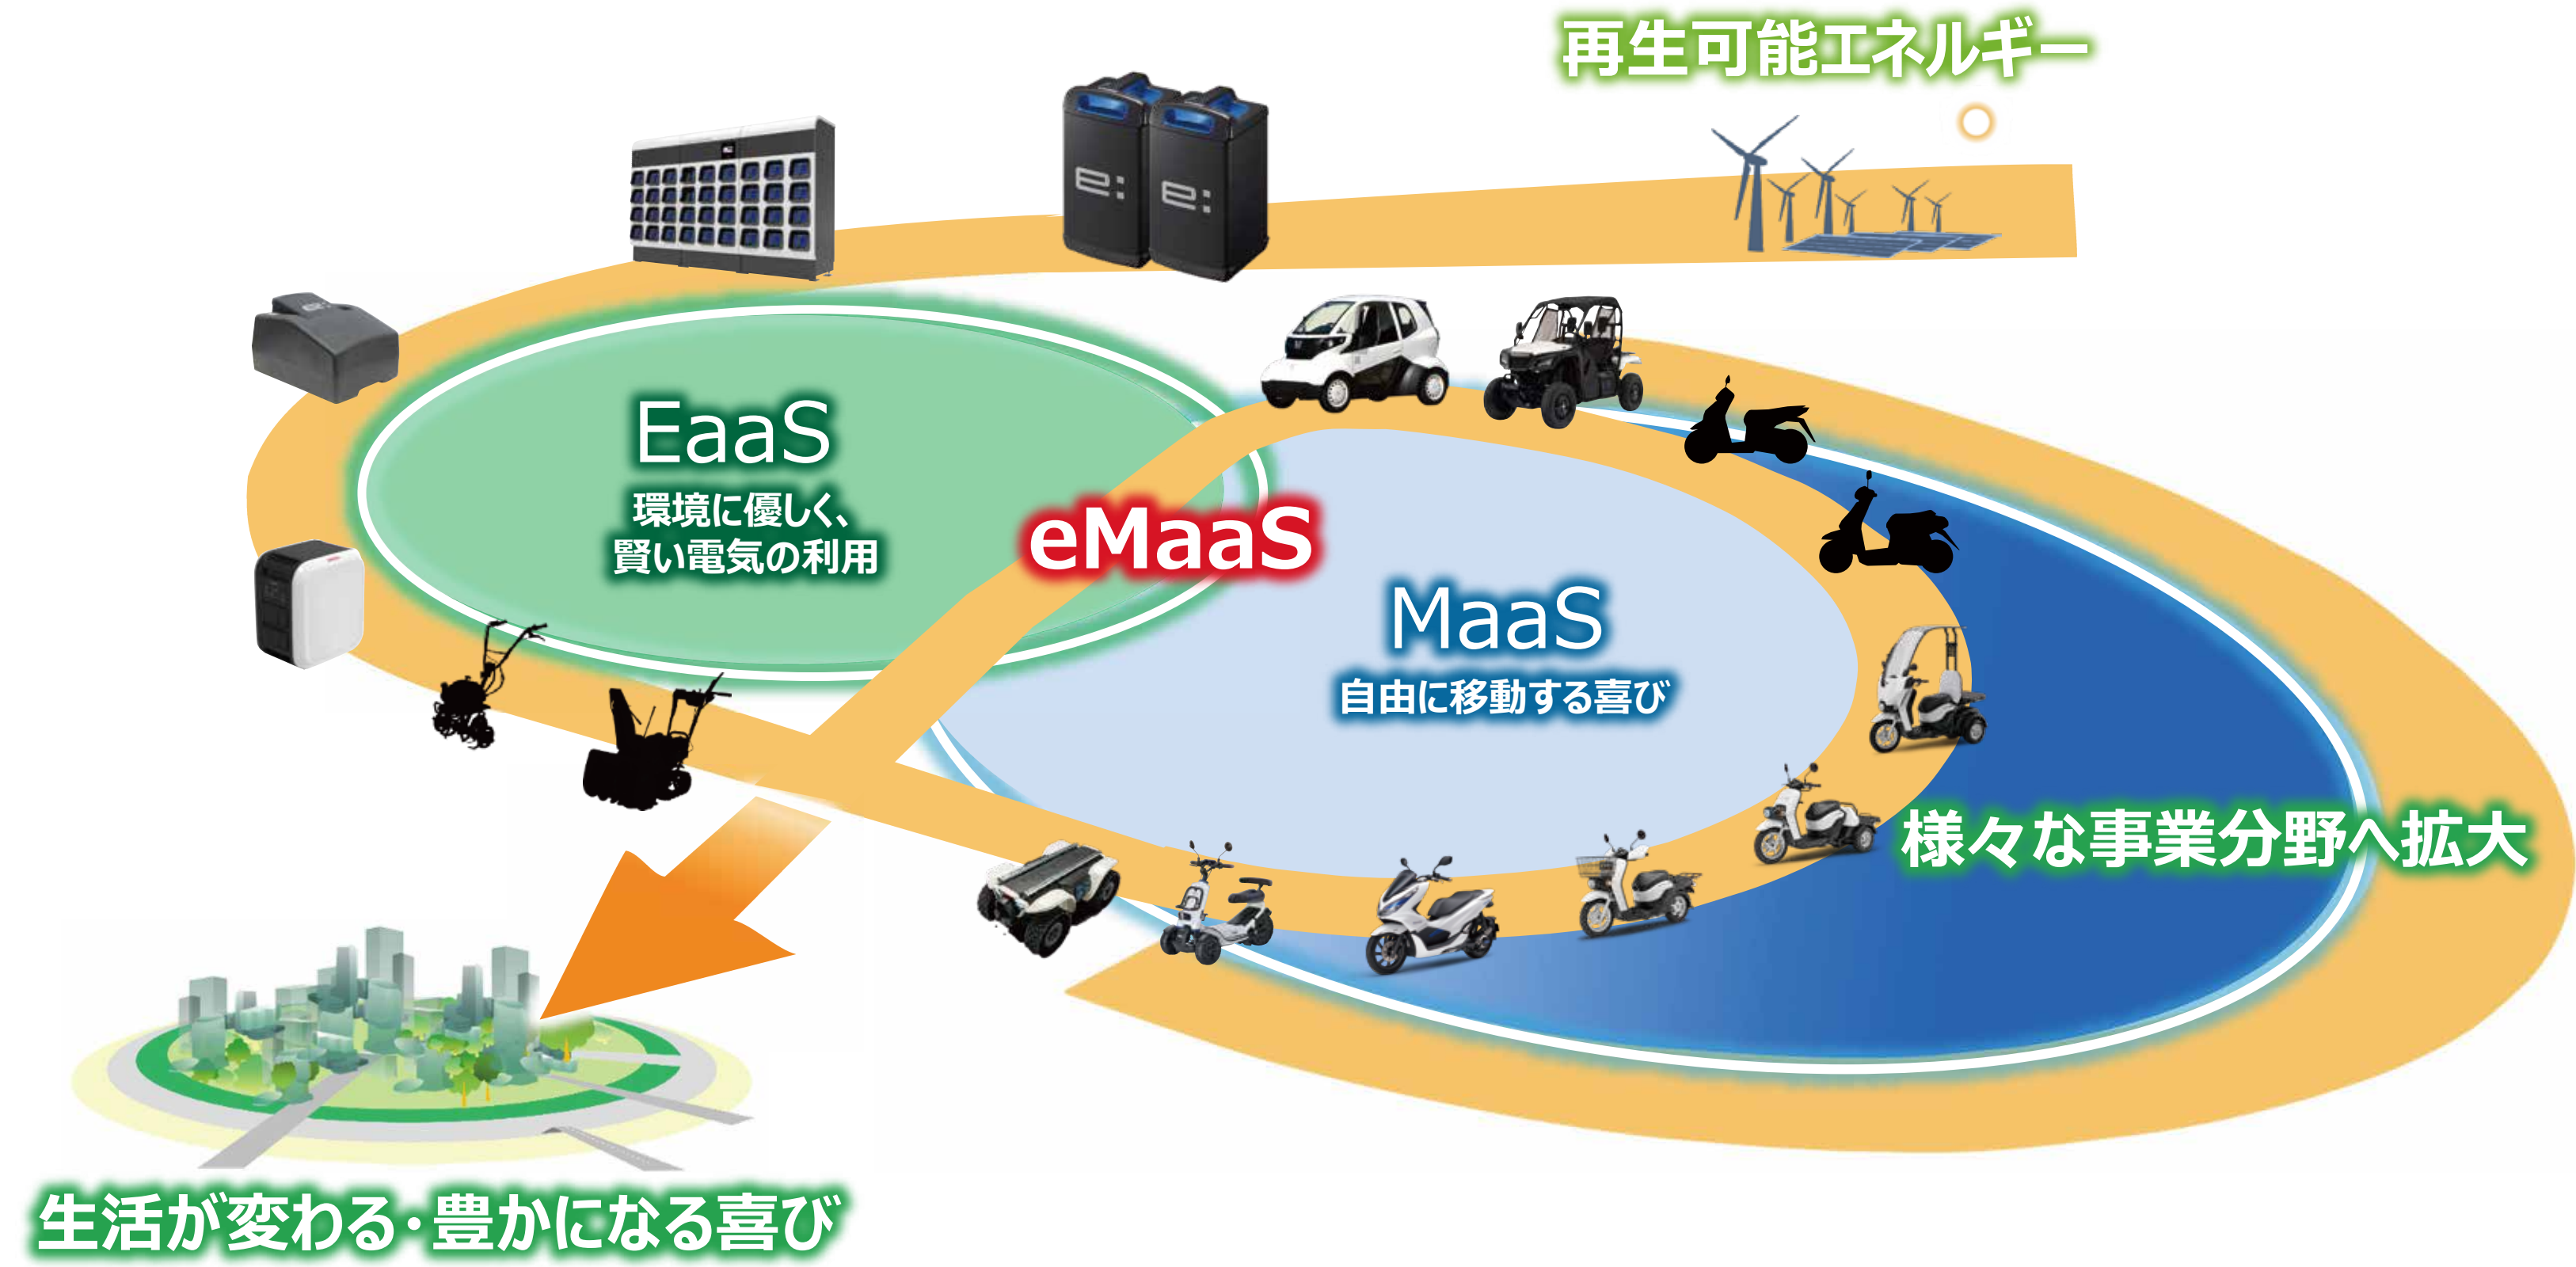 再生可能エネルギー
e:
e:
EaaS
環境に優しく、
賢い電気の利用
eMaaS
MaaS
自由に移動する喜び
様々な事業分野へ拡大
生活が変わる・豊かになる喜び